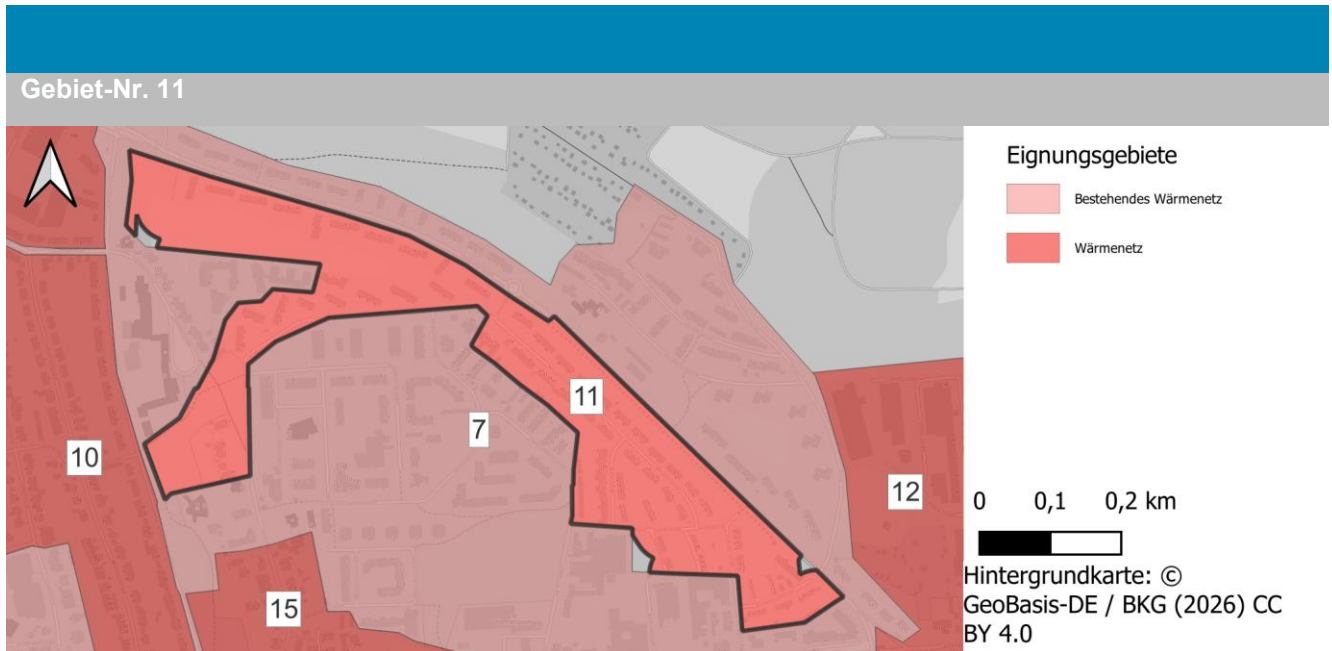 Gebiet-Nr. 11
11
7
10
12
15
Eignungsgebiete
Bestehendes Wärmenetz
Wärmenetz
0 0,1 0,2 km
Hintergrundkarte: ©
GeoBasis-DE / BKG (2026) CC
BY 4.0